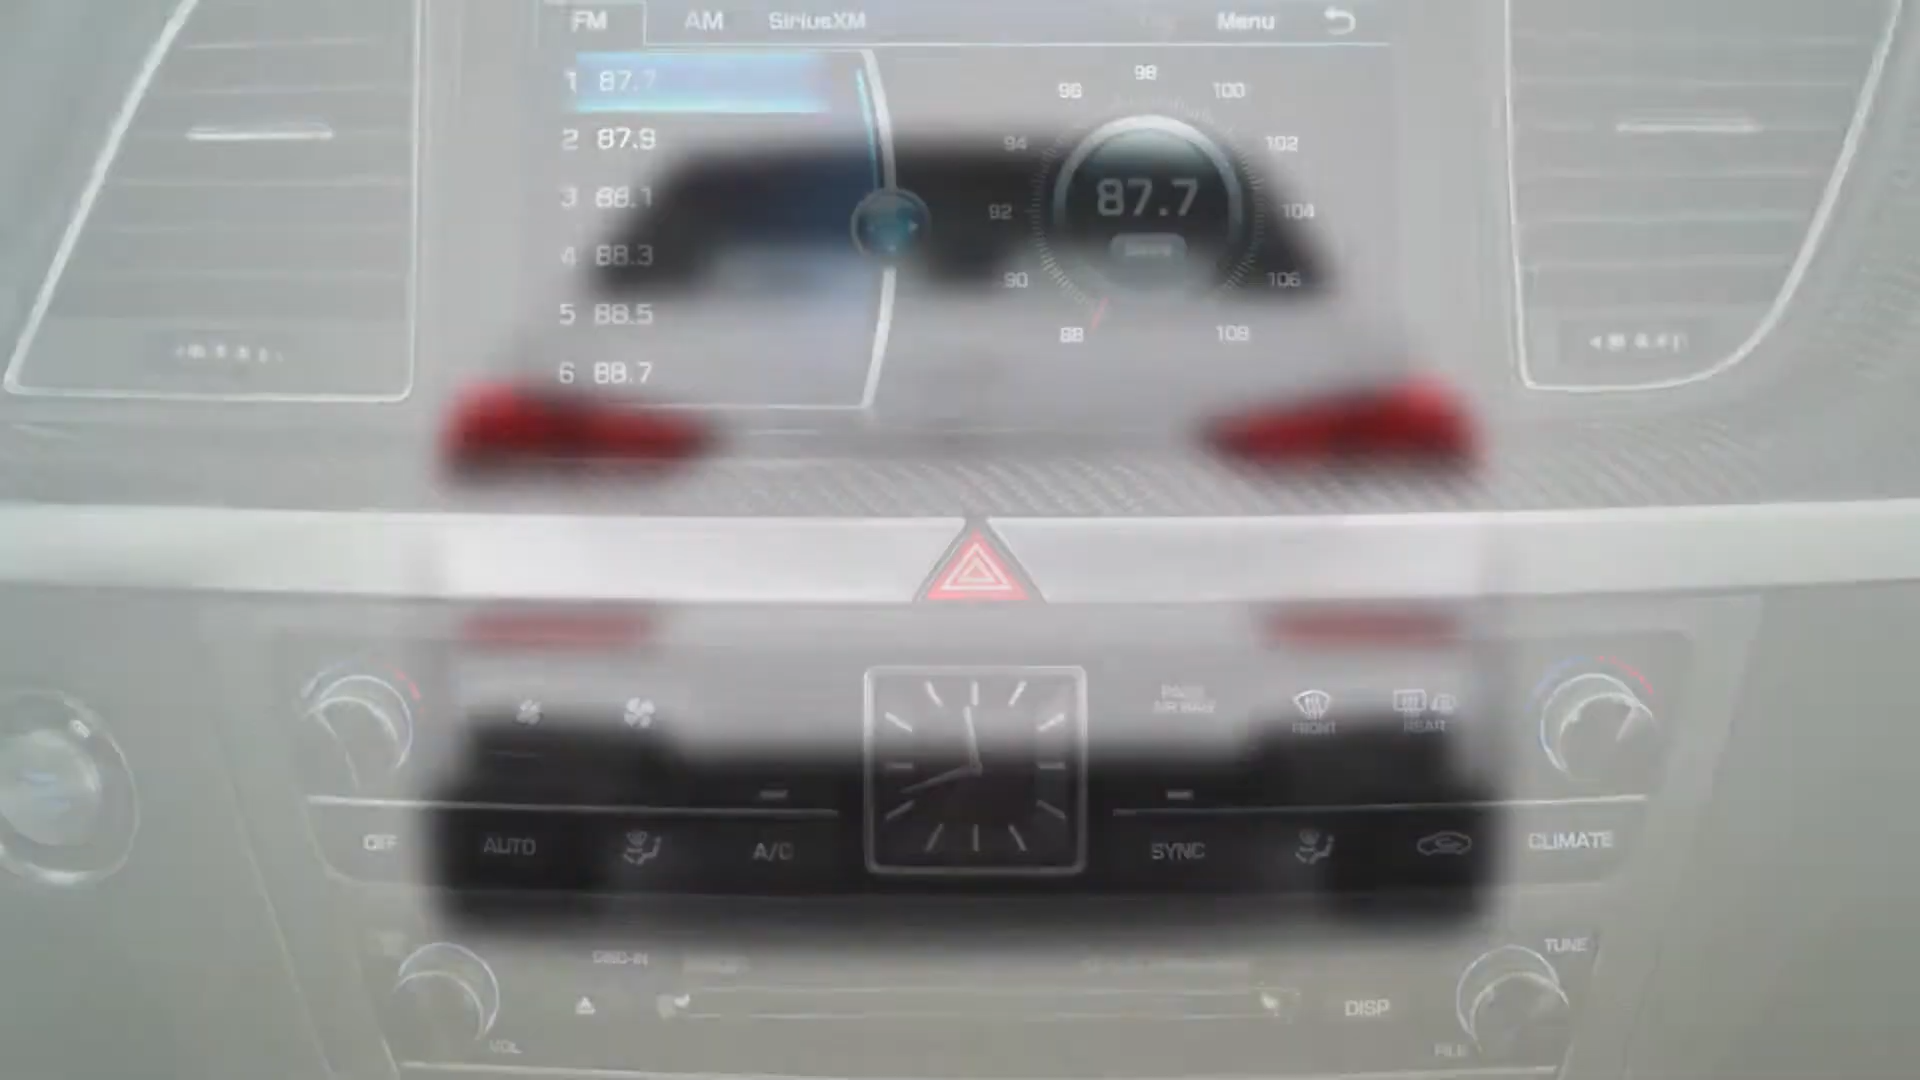 FM AM SiriusXM Menu
1 87.7
2 87.9
3 88.1
4 88.3
5 88.5
6 88.7
98
96 100
94 102
87.7
92 104
90 106
88 108
FRONT REAR
OFF AUTO A/C SYNC CLIMATE
TUNE
DISP
VOL FILE